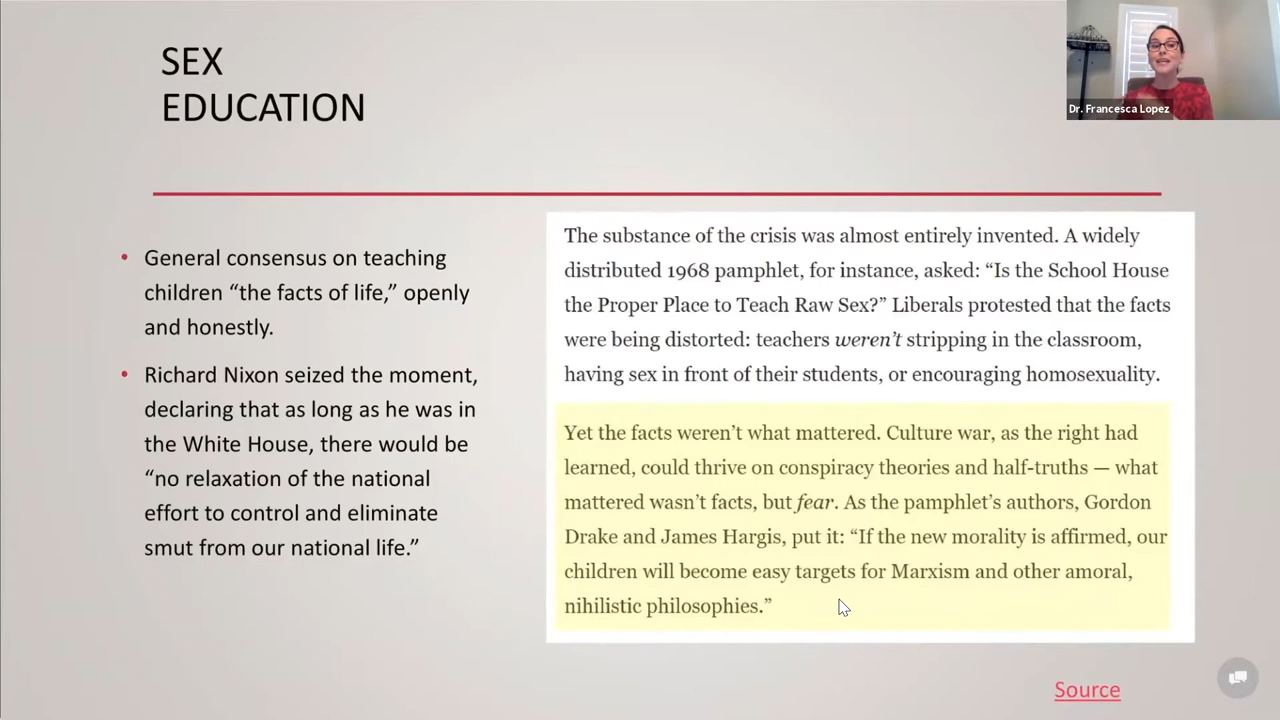 SEX
EDUCATION
Dr. Francesca Lopez
• General consensus on teaching
children “the facts of life,” openly
and honestly.
• Richard Nixon seized the moment,
declaring that as long as he was in
the White House, there would be
“no relaxation of the national
effort to control and eliminate
smut from our national life.”
The substance of the crisis was almost entirely invented. A widely
distributed 1968 pamphlet, for instance, asked: “Is the School House
the Proper Place to Teach Raw Sex?” Liberals protested that the facts
were being distorted: teachers weren’t stripping in the classroom,
having sex in front of their students, or encouraging homosexuality.
Yet the facts weren’t what mattered. Culture war, as the right had
learned, could thrive on conspiracy theories and half-truths — what
mattered wasn’t facts, but fear. As the pamphlet’s authors, Gordon
Drake and James Hargis, put it: “If the new morality is affirmed, our
children will become easy targets for Marxism and other amoral,
nihilistic philosophies.”
Source